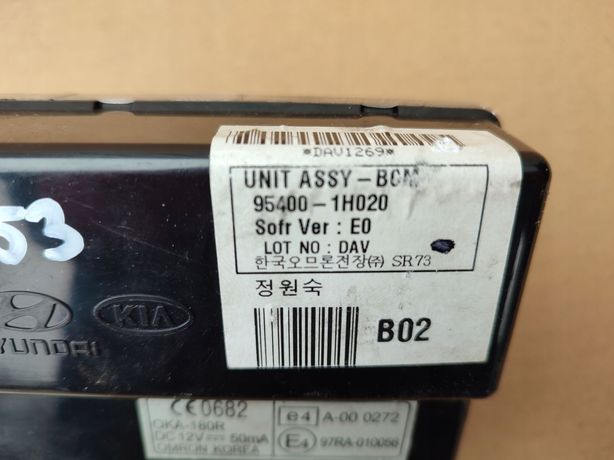 *DAV1269*
UNIT ASSY-BCM
95400-1H020
Sofr Ver : E0
LOT NO : DAV
한국오므론전장(주) SR73
정원숙
B02
53
KIA
HYUNDAI
CE0682
OKA-180R
DC 12V 50mA
OMRON KOREA
e4 A-00 0272
E4 97RA-010056